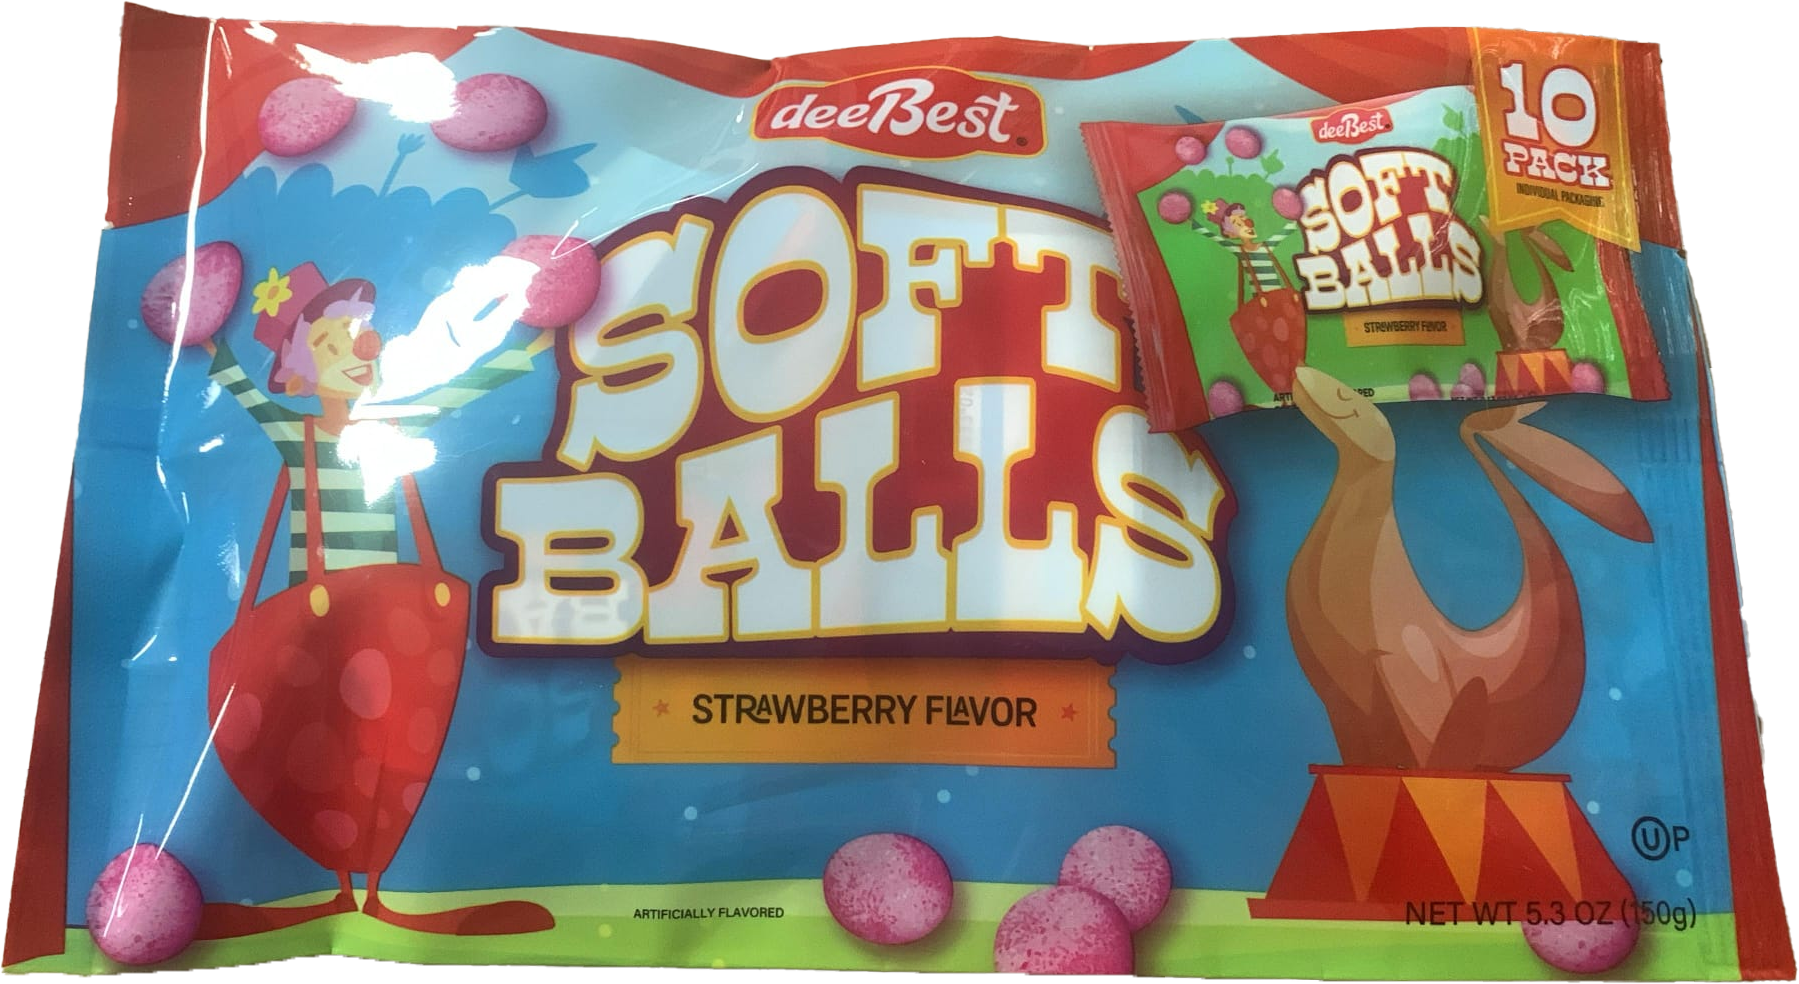 deeBest
SOFT
BALLS
STRAWBERRY FLAVOR
ARTIFICIALLY FLAVORED
deeBest
SOFT
BALLS
STRAWBERRY FLAVOR
10
PACK
INDIVIDUAL PACKAGING
UP
NET WT 5.3 OZ (150g)